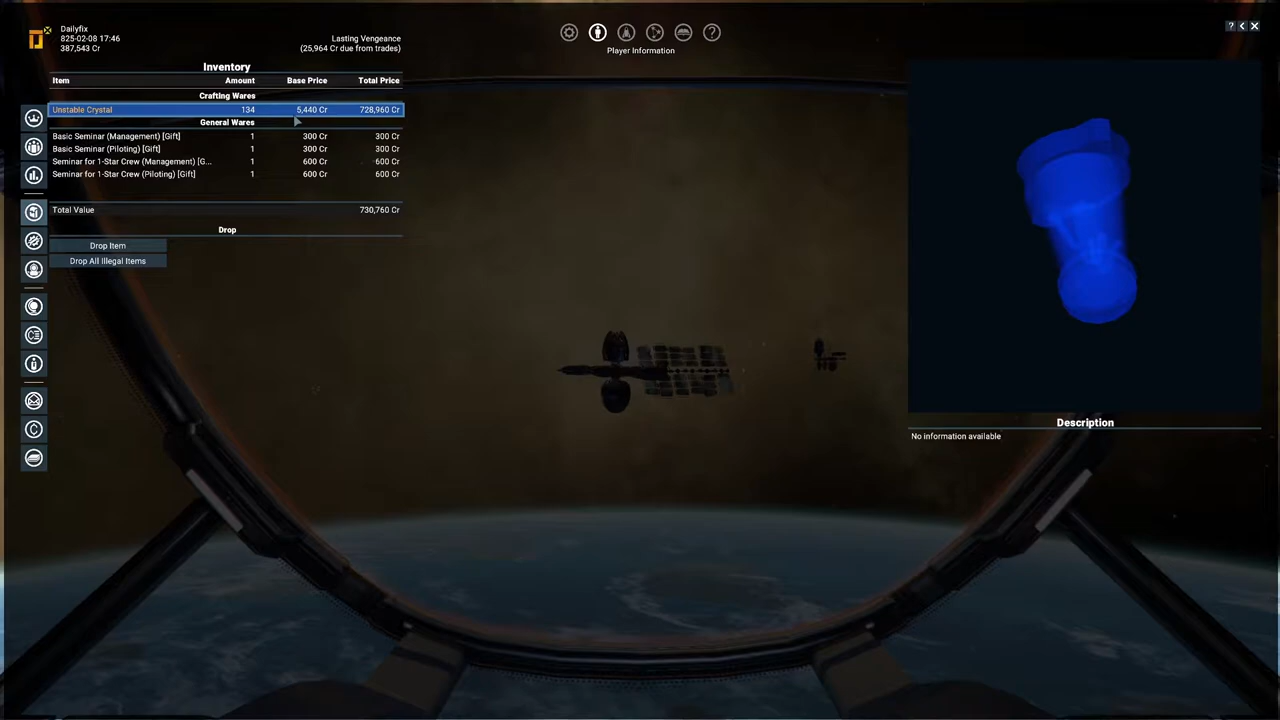 Dailyfix
825-02-08 17:46
387,543 Cr
Lasting Vengeance
(25,964 Cr due from trades)
Player Information
Inventory
Item Amount Base Price Total Price
Crafting Wares
Unstable Crystal 134 5,440 Cr 728,960 Cr
General Wares
Basic Seminar (Management) [Gift] 1 300 Cr 300 Cr
Basic Seminar (Piloting) [Gift] 1 300 Cr 300 Cr
Seminar for 1-Star Crew (Management) [G... 1 600 Cr 600 Cr
Seminar for 1-Star Crew (Piloting) [Gift] 1 600 Cr 600 Cr
Total Value 730,760 Cr
Drop
Drop Item
Drop All Illegal Items
Description
No information available